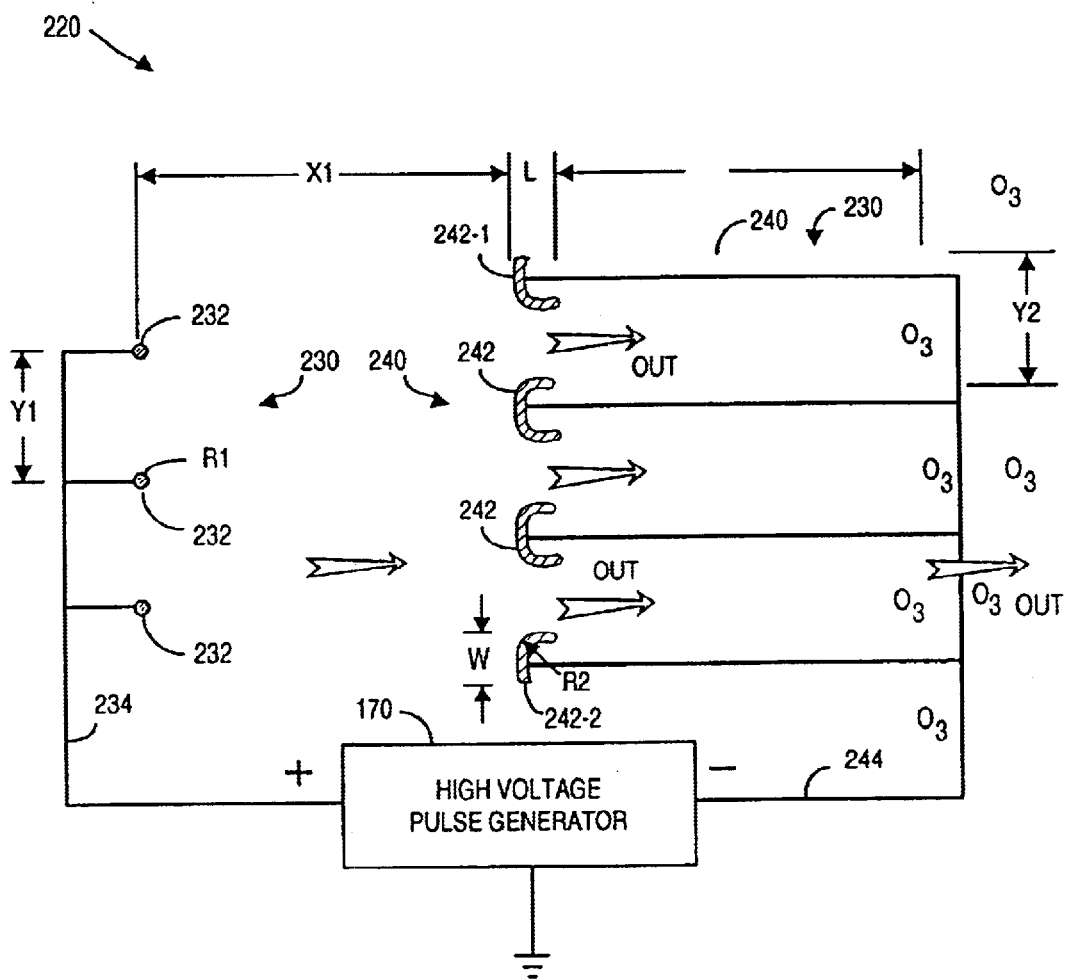 220
X1
L
O3
242-1
240
230
232
Y2
Y1
230
240
242
OUT
O3
R1
232
242
O3
O3
OUT
O3
O3
OUT
232
W
R2
234
170
242-2
O3
+
−
244
HIGH VOLTAGE
PULSE GENERATOR